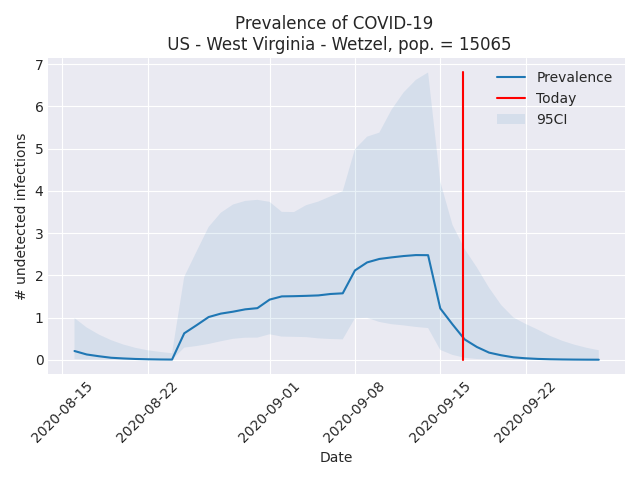 Prevalence of COVID-19
US - West Virginia - Wetzel, pop. = 15065
7
6
5
4
3
2
1
0
# undetected infections
Prevalence
Today
95CI
2020-08-15
2020-08-22
2020-09-01
2020-09-08
2020-09-15
2020-09-22
Date